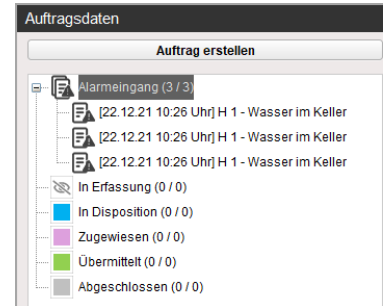 Auftragsdaten
Auftrag erstellen
Alarmeingang (3 / 3)
[22.12.21 10:26 Uhr] H 1 - Wasser im Keller
[22.12.21 10:26 Uhr] H 1 - Wasser im Keller
[22.12.21 10:26 Uhr] H 1 - Wasser im Keller
In Erfassung (0 / 0)
In Disposition (0 / 0)
Zugewiesen (0 / 0)
Übermittelt (0 / 0)
Abgeschlossen (0 / 0)